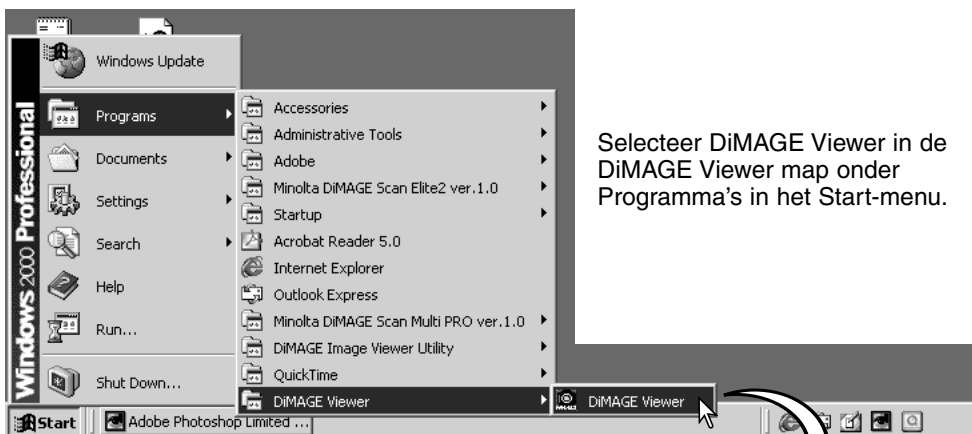 Windows 2000 Professional
Windows Update
Programs
Documents
Settings
Search
Help
Run...
Shut Down...
Accessories
Administrative Tools
Adobe
Minolta DiMAGE Scan Elite2 ver.1.0
Startup
Acrobat Reader 5.0
Internet Explorer
Outlook Express
Minolta DiMAGE Scan Multi PRO ver.1.0
DiMAGE Image Viewer Utility
QuickTime
DiMAGE Viewer
DiMAGE Viewer
Selecteer DiMAGE Viewer in de
DiMAGE Viewer map onder
Programma's in het Start-menu.
Start
Adobe Photoshop Limited ...